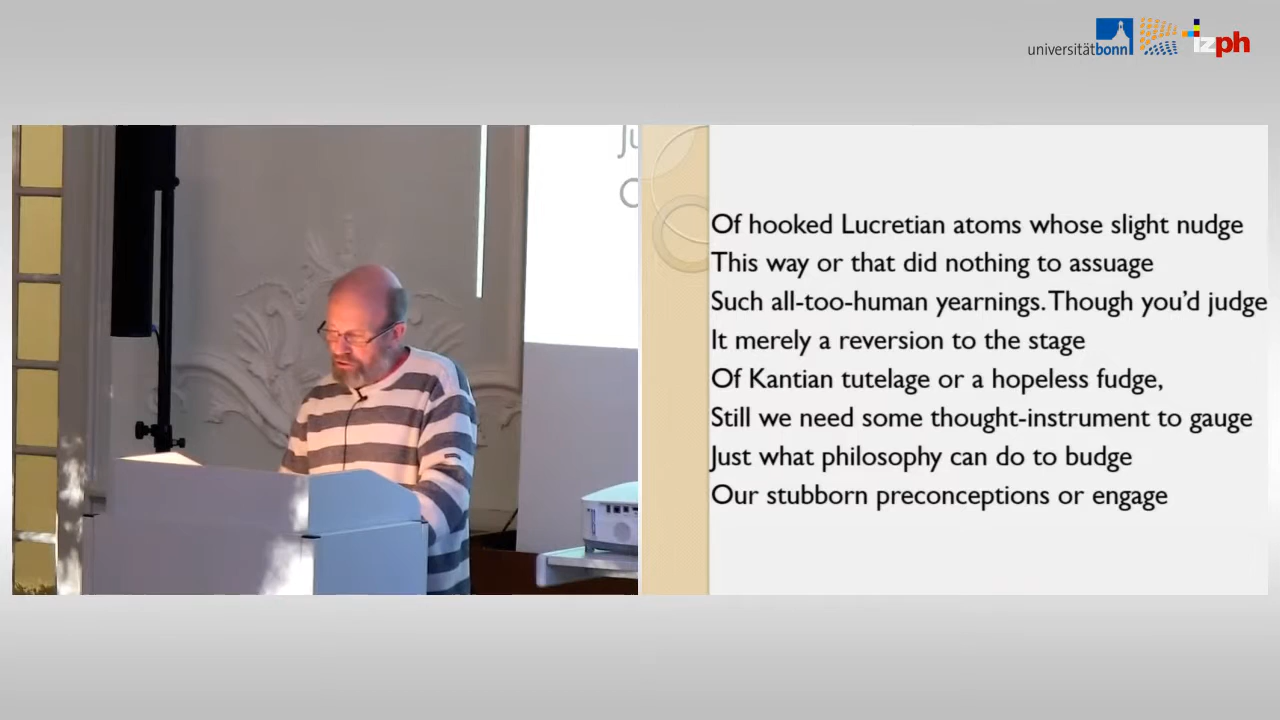 universitätbonn
izph
Ju
O
Of hooked Lucretian atoms whose slight nudge
This way or that did nothing to assuage
Such all-too-human yearnings. Though you'd judge
It merely a reversion to the stage
Of Kantian tutelage or a hopeless fudge,
Still we need some thought-instrument to gauge
Just what philosophy can do to budge
Our stubborn preconceptions or engage